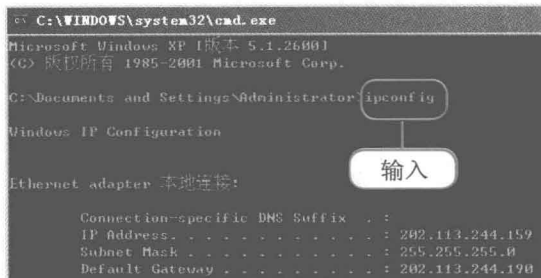 C:\WINDOWS\system32\cmd.exe
Microsoft Windows XP [版本 5.1.2600]
(C) 版权所有 1985-2001 Microsoft Corp.
C:\Documents and Settings\Administrator>ipconfig
Windows IP Configuration
输入
Ethernet adapter 本地连接:
Connection-specific DNS Suffix . :
IP Address. . . . . . . . . . . . : 202.113.244.159
Subnet Mask . . . . . . . . . . . : 255.255.255.0
Default Gateway . . . . . . . . . : 202.113.244.190